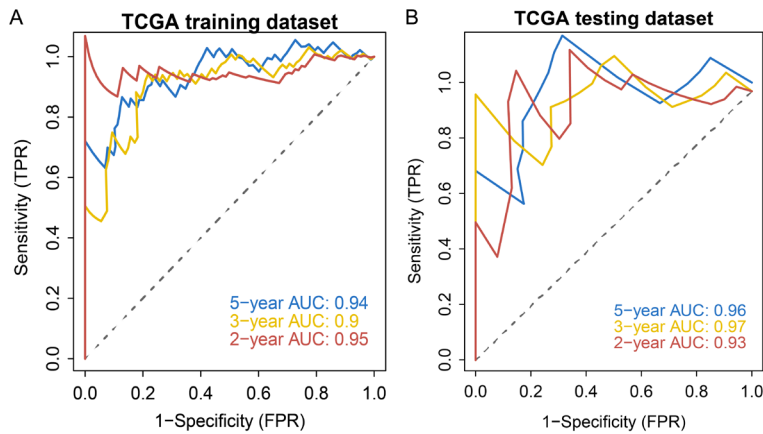 A
TCGA training dataset
Sensitivity (TPR)
1.0
0.8
0.6
0.4
0.2
0.0
5-year AUC: 0.94
3-year AUC: 0.9
2-year AUC: 0.95
0.0 0.2 0.4 0.6 0.8 1.0
1-Specificity (FPR)
B
TCGA testing dataset
Sensitivity (TPR)
1.0
0.8
0.6
0.4
0.2
0.0
5-year AUC: 0.96
3-year AUC: 0.97
2-year AUC: 0.93
0.0 0.2 0.4 0.6 0.8 1.0
1-Specificity (FPR)